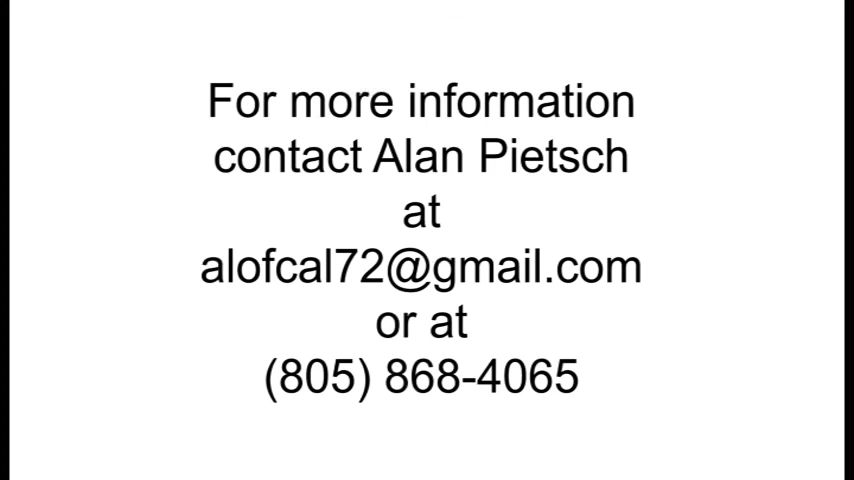 For more information
contact Alan Pietsch
at
alofcal72@gmail.com
or at
(805) 868-4065